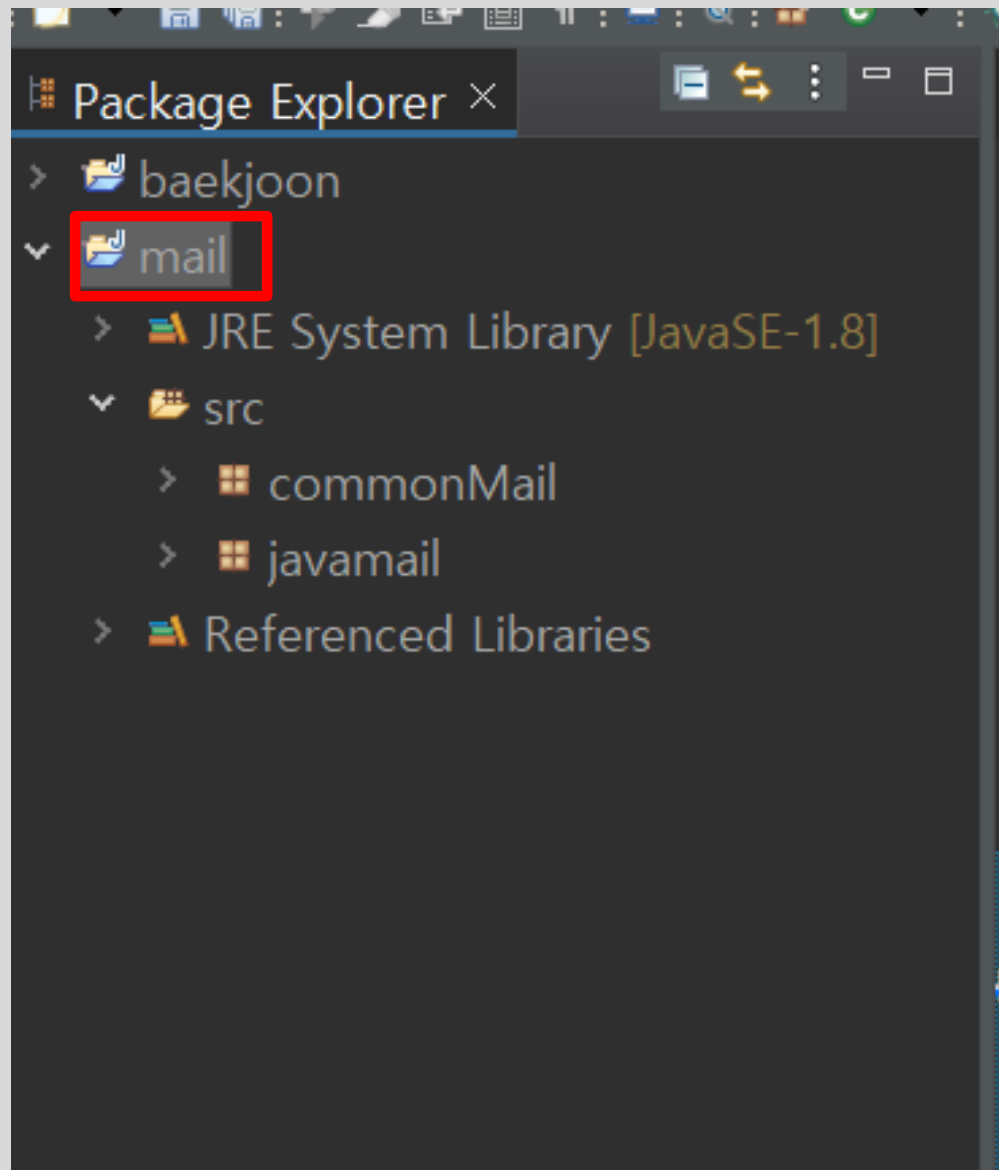 Package Explorer
baekjoon
mail
JRE System Library [JavaSE-1.8]
src
commonMail
javamail
Referenced Libraries